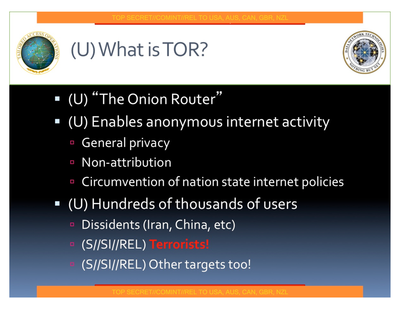 TOP SECRET//COMINT//REL TO USA, AUS, CAN, GBR, NZL
(U) What is TOR?
(U) “The Onion Router”
(U) Enables anonymous internet activity
General privacy
Non-attribution
Circumvention of nation state internet policies
(U) Hundreds of thousands of users
Dissidents (Iran, China, etc)
(S//SI//REL) Terrorists!
(S//SI//REL) Other targets too!
TOP SECRET//COMINT//REL TO USA, AUS, CAN, GBR, NZL